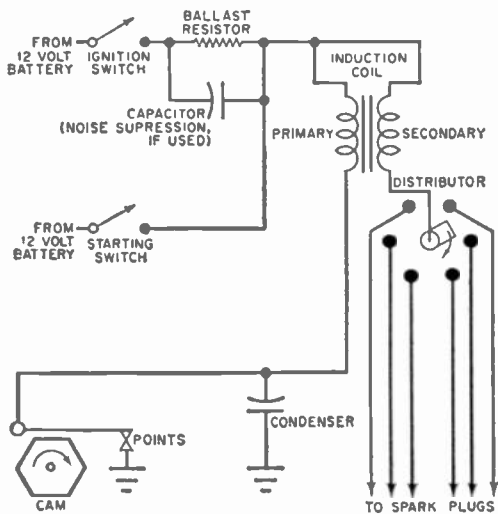 BALLAST
RESISTOR
FROM
12 VOLT
BATTERY
IGNITION
SWITCH
INDUCTION
COIL
CAPACITOR
(NOISE SUPRESSION,
IF USED)
PRIMARY
SECONDARY
DISTRIBUTOR
FROM
12 VOLT
BATTERY
STARTING
SWITCH
CONDENSER
POINTS
CAM
TO SPARK PLUGS